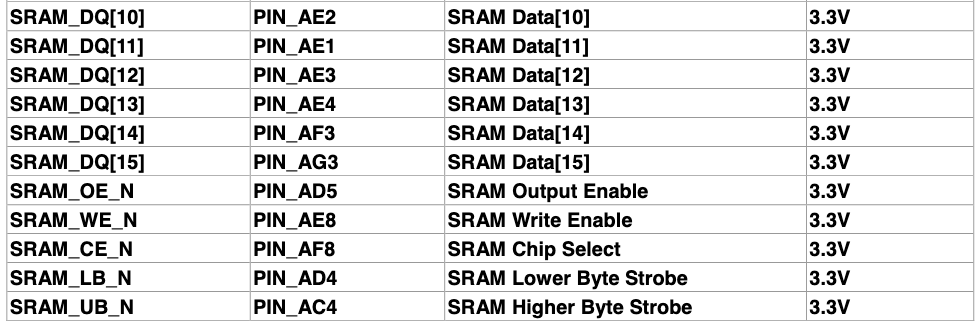 SRAM_DQ[10] PIN_AE2 SRAM Data[10] 3.3V
SRAM_DQ[11] PIN_AE1 SRAM Data[11] 3.3V
SRAM_DQ[12] PIN_AE3 SRAM Data[12] 3.3V
SRAM_DQ[13] PIN_AE4 SRAM Data[13] 3.3V
SRAM_DQ[14] PIN_AF3 SRAM Data[14] 3.3V
SRAM_DQ[15] PIN_AG3 SRAM Data[15] 3.3V
SRAM_OE_N PIN_AD5 SRAM Output Enable 3.3V
SRAM_WE_N PIN_AE8 SRAM Write Enable 3.3V
SRAM_CE_N PIN_AF8 SRAM Chip Select 3.3V
SRAM_LB_N PIN_AD4 SRAM Lower Byte Strobe 3.3V
SRAM_UB_N PIN_AC4 SRAM Higher Byte Strobe 3.3V